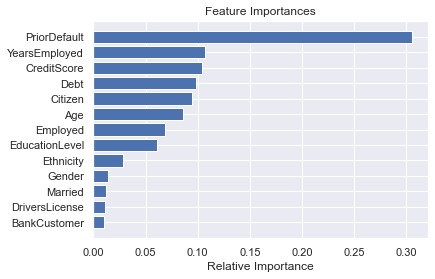 Feature Importances
PriorDefault
YearsEmployed
CreditScore
Debt
Citizen
Age
Employed
EducationLevel
Ethnicity
Gender
Married
DriversLicense
BankCustomer
0.00 0.05 0.10 0.15 0.20 0.25 0.30
Relative Importance